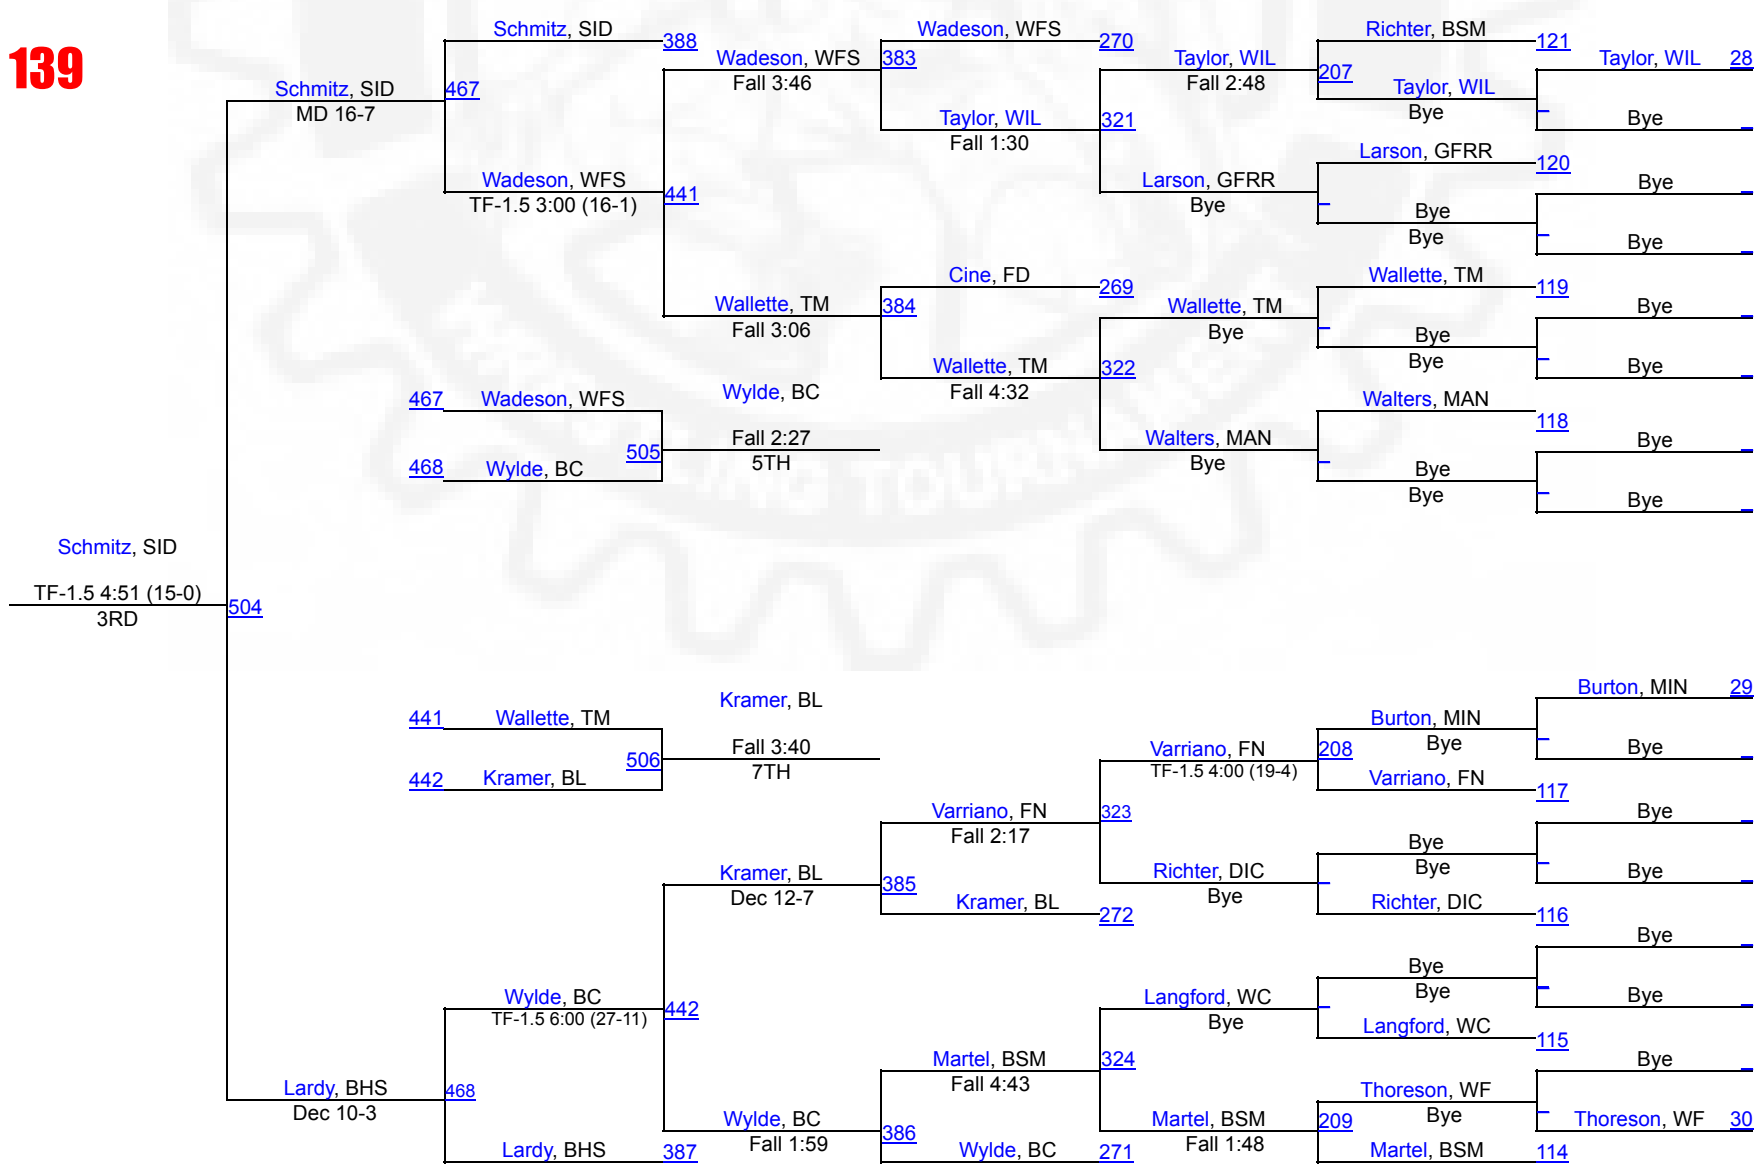 139
Schmitz, SID
388
Wadeson, WFS
270
Richter, BSM
121
Wadeson, WFS
383
Fall 3:46
Taylor, WIL
Fall 2:48
207
Taylor, WIL
28
Schmitz, SID
MD 16-7
467
Taylor, WIL
Bye
Taylor, WIL
Fall 1:30
321
Bye
Larson, GFRR
120
Wadeson, WFS
TF-1.5 3:00 (16-1)
441
Larson, GFRR
Bye
Bye
Bye
Bye
Bye
Cine, FD
269
Wallette, TM
119
Wallette, TM
Fall 3:06
384
Wallette, TM
Bye
Bye
Bye
Bye
Wallette, TM
Fall 4:32
322
Bye
467
Wadeson, WFS
Wylde, BC
Walters, MAN
118
505
Fall 2:27
5TH
Walters, MAN
Bye
Bye
468
Wylde, BC
Bye
Bye
Bye
Schmitz, SID
TF-1.5 4:51 (15-0)
3RD
504
Kramer, BL
Burton, MIN
29
441
Wallette, TM
Burton, MIN
Bye
506
Fall 3:40
7TH
Varriano, FN
TF-1.5 4:00 (19-4)
208
Bye
442
Kramer, BL
Varriano, FN
117
Varriano, FN
Fall 2:17
323
Bye
Bye
Bye
Kramer, BL
Dec 12-7
385
Richter, DIC
Bye
Bye
Kramer, BL
272
Richter, DIC
116
Bye
Bye
Bye
Wylde, BC
TF-1.5 6:00 (27-11)
442
Langford, WC
Bye
Bye
Langford, WC
115
Martel, BSM
Fall 4:43
324
Bye
Lardy, BHS
Dec 10-3
468
Thoreson, WF
Bye
Wylde, BC
Fall 1:59
386
Martel, BSM
Fall 1:48
209
Thoreson, WF
30
Lardy, BHS
387
Wylde, BC
271
Martel, BSM
114